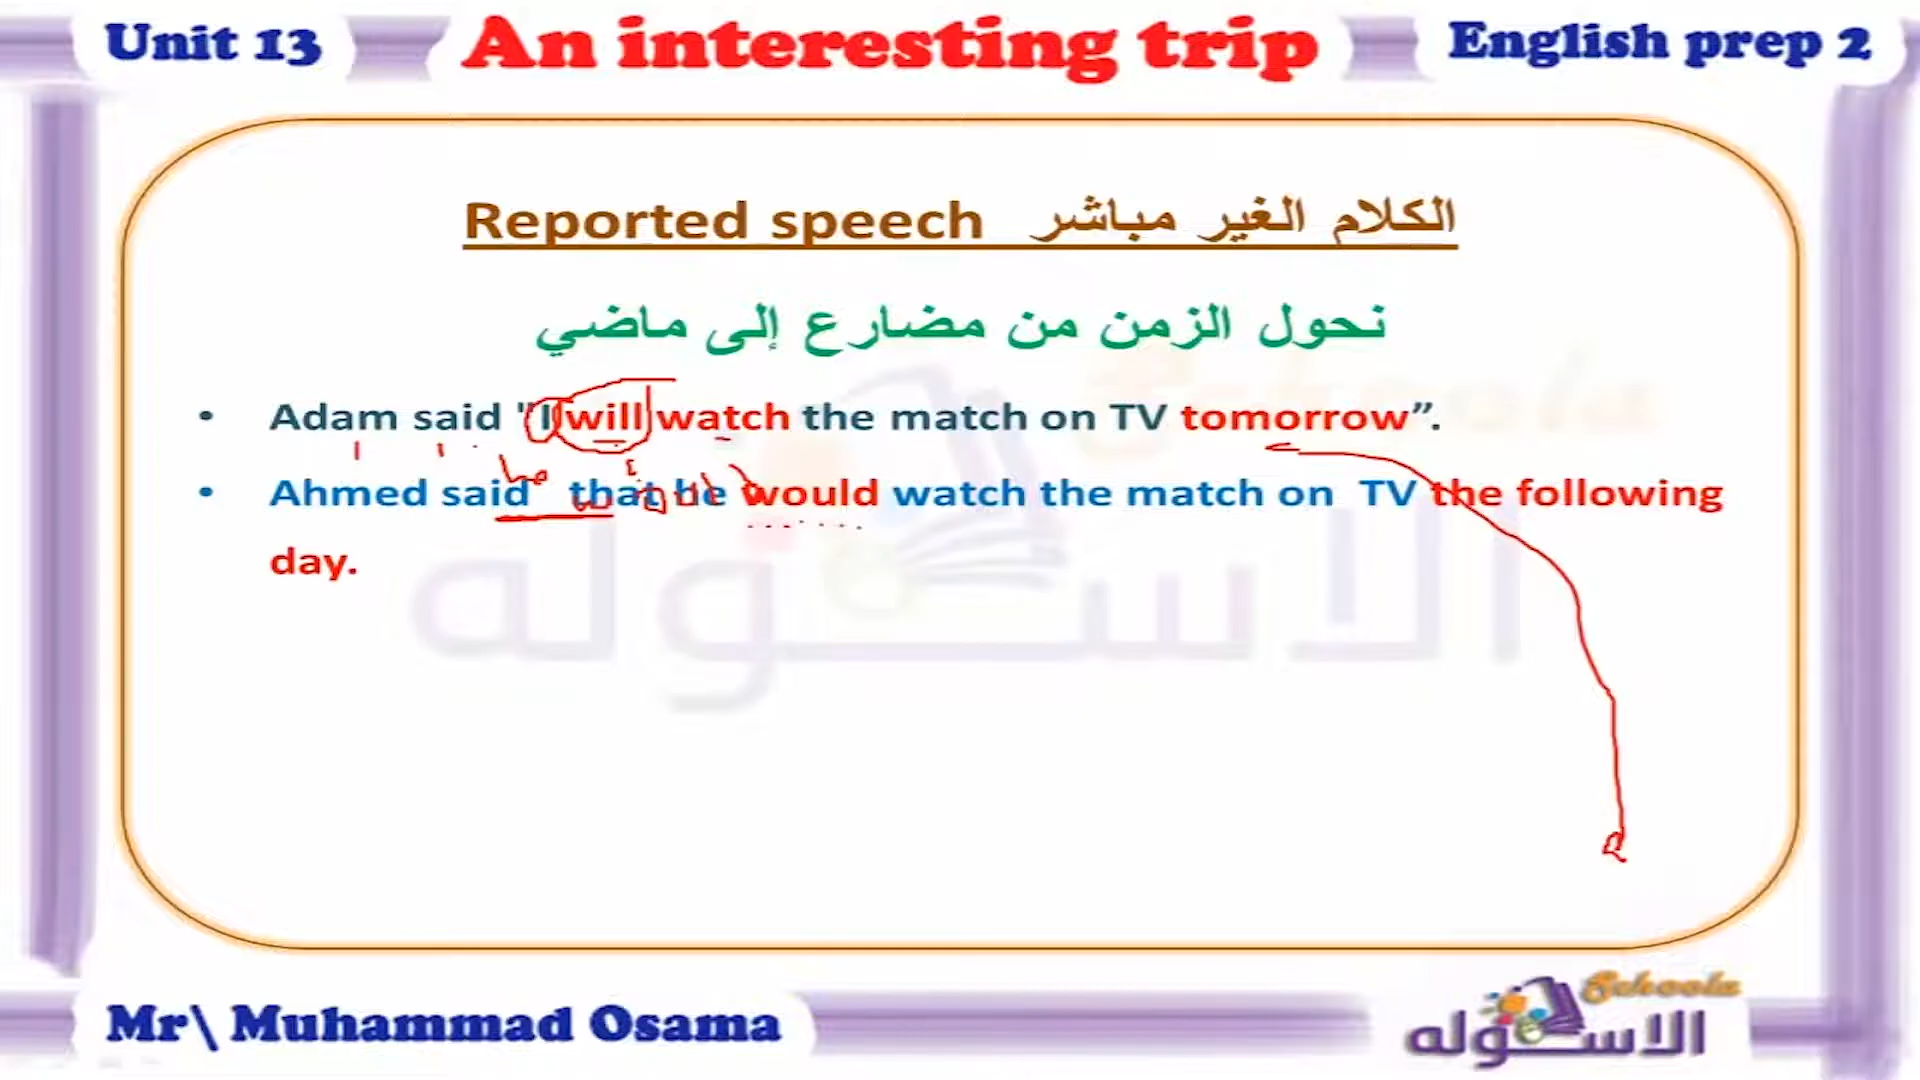 Unit 13 An interesting trip English prep 2
Reported speech الكلام الغير مباشر
نحول الزمن من مضارع إلى ماضي
• Adam said "I will watch the match on TV tomorrow”.
• Ahmed said that he would watch the match on TV the following
day.
Mr\ Muhammad Osama
Schoola
الاسكوله